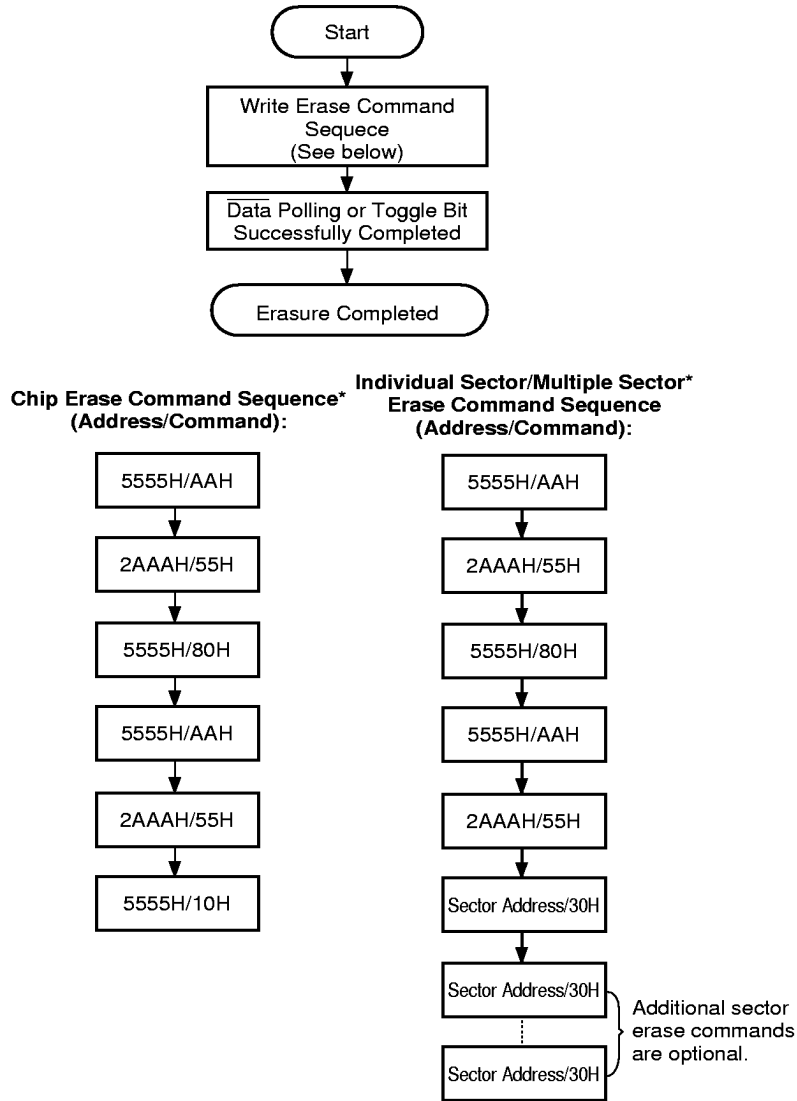 Start
Write Erase Command
Sequece
(See below)
Data Polling or Toggle Bit
Successfully Completed
Erasure Completed
Chip Erase Command Sequence*
(Address/Command):
5555H/AAH
2AAAH/55H
5555H/80H
5555H/AAH
2AAAH/55H
5555H/10H
Individual Sector/Multiple Sector*
Erase Command Sequence
(Address/Command):
5555H/AAH
2AAAH/55H
5555H/80H
5555H/AAH
2AAAH/55H
Sector Address/30H
Sector Address/30H
Sector Address/30H
Additional sector
erase commands
are optional.